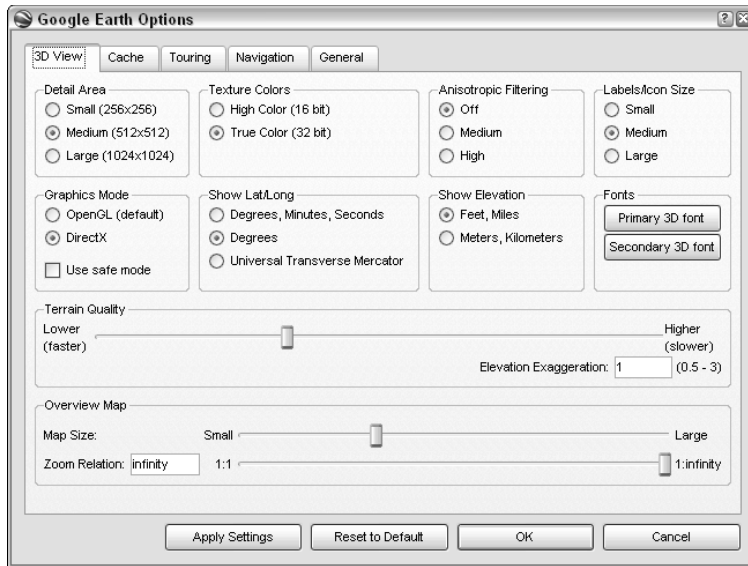 Google Earth Options
3D View Cache Touring Navigation General
Detail Area
Small (256x256)
Medium (512x512)
Large (1024x1024)
Texture Colors
High Color (16 bit)
True Color (32 bit)
Anisotropic Filtering
Off
Medium
High
Labels/Icon Size
Small
Medium
Large
Graphics Mode
OpenGL (default)
DirectX
Use safe mode
Show Lat/Long
Degrees, Minutes, Seconds
Degrees
Universal Transverse Mercator
Show Elevation
Feet, Miles
Meters, Kilometers
Fonts
Primary 3D font
Secondary 3D font
Terrain Quality
Lower
(faster)
Higher
(slower)
Elevation Exaggeration: 1 (0.5 - 3)
Overview Map
Map Size: Small Large
Zoom Relation: infinity 1:1 1:infinity
Apply Settings Reset to Default OK Cancel